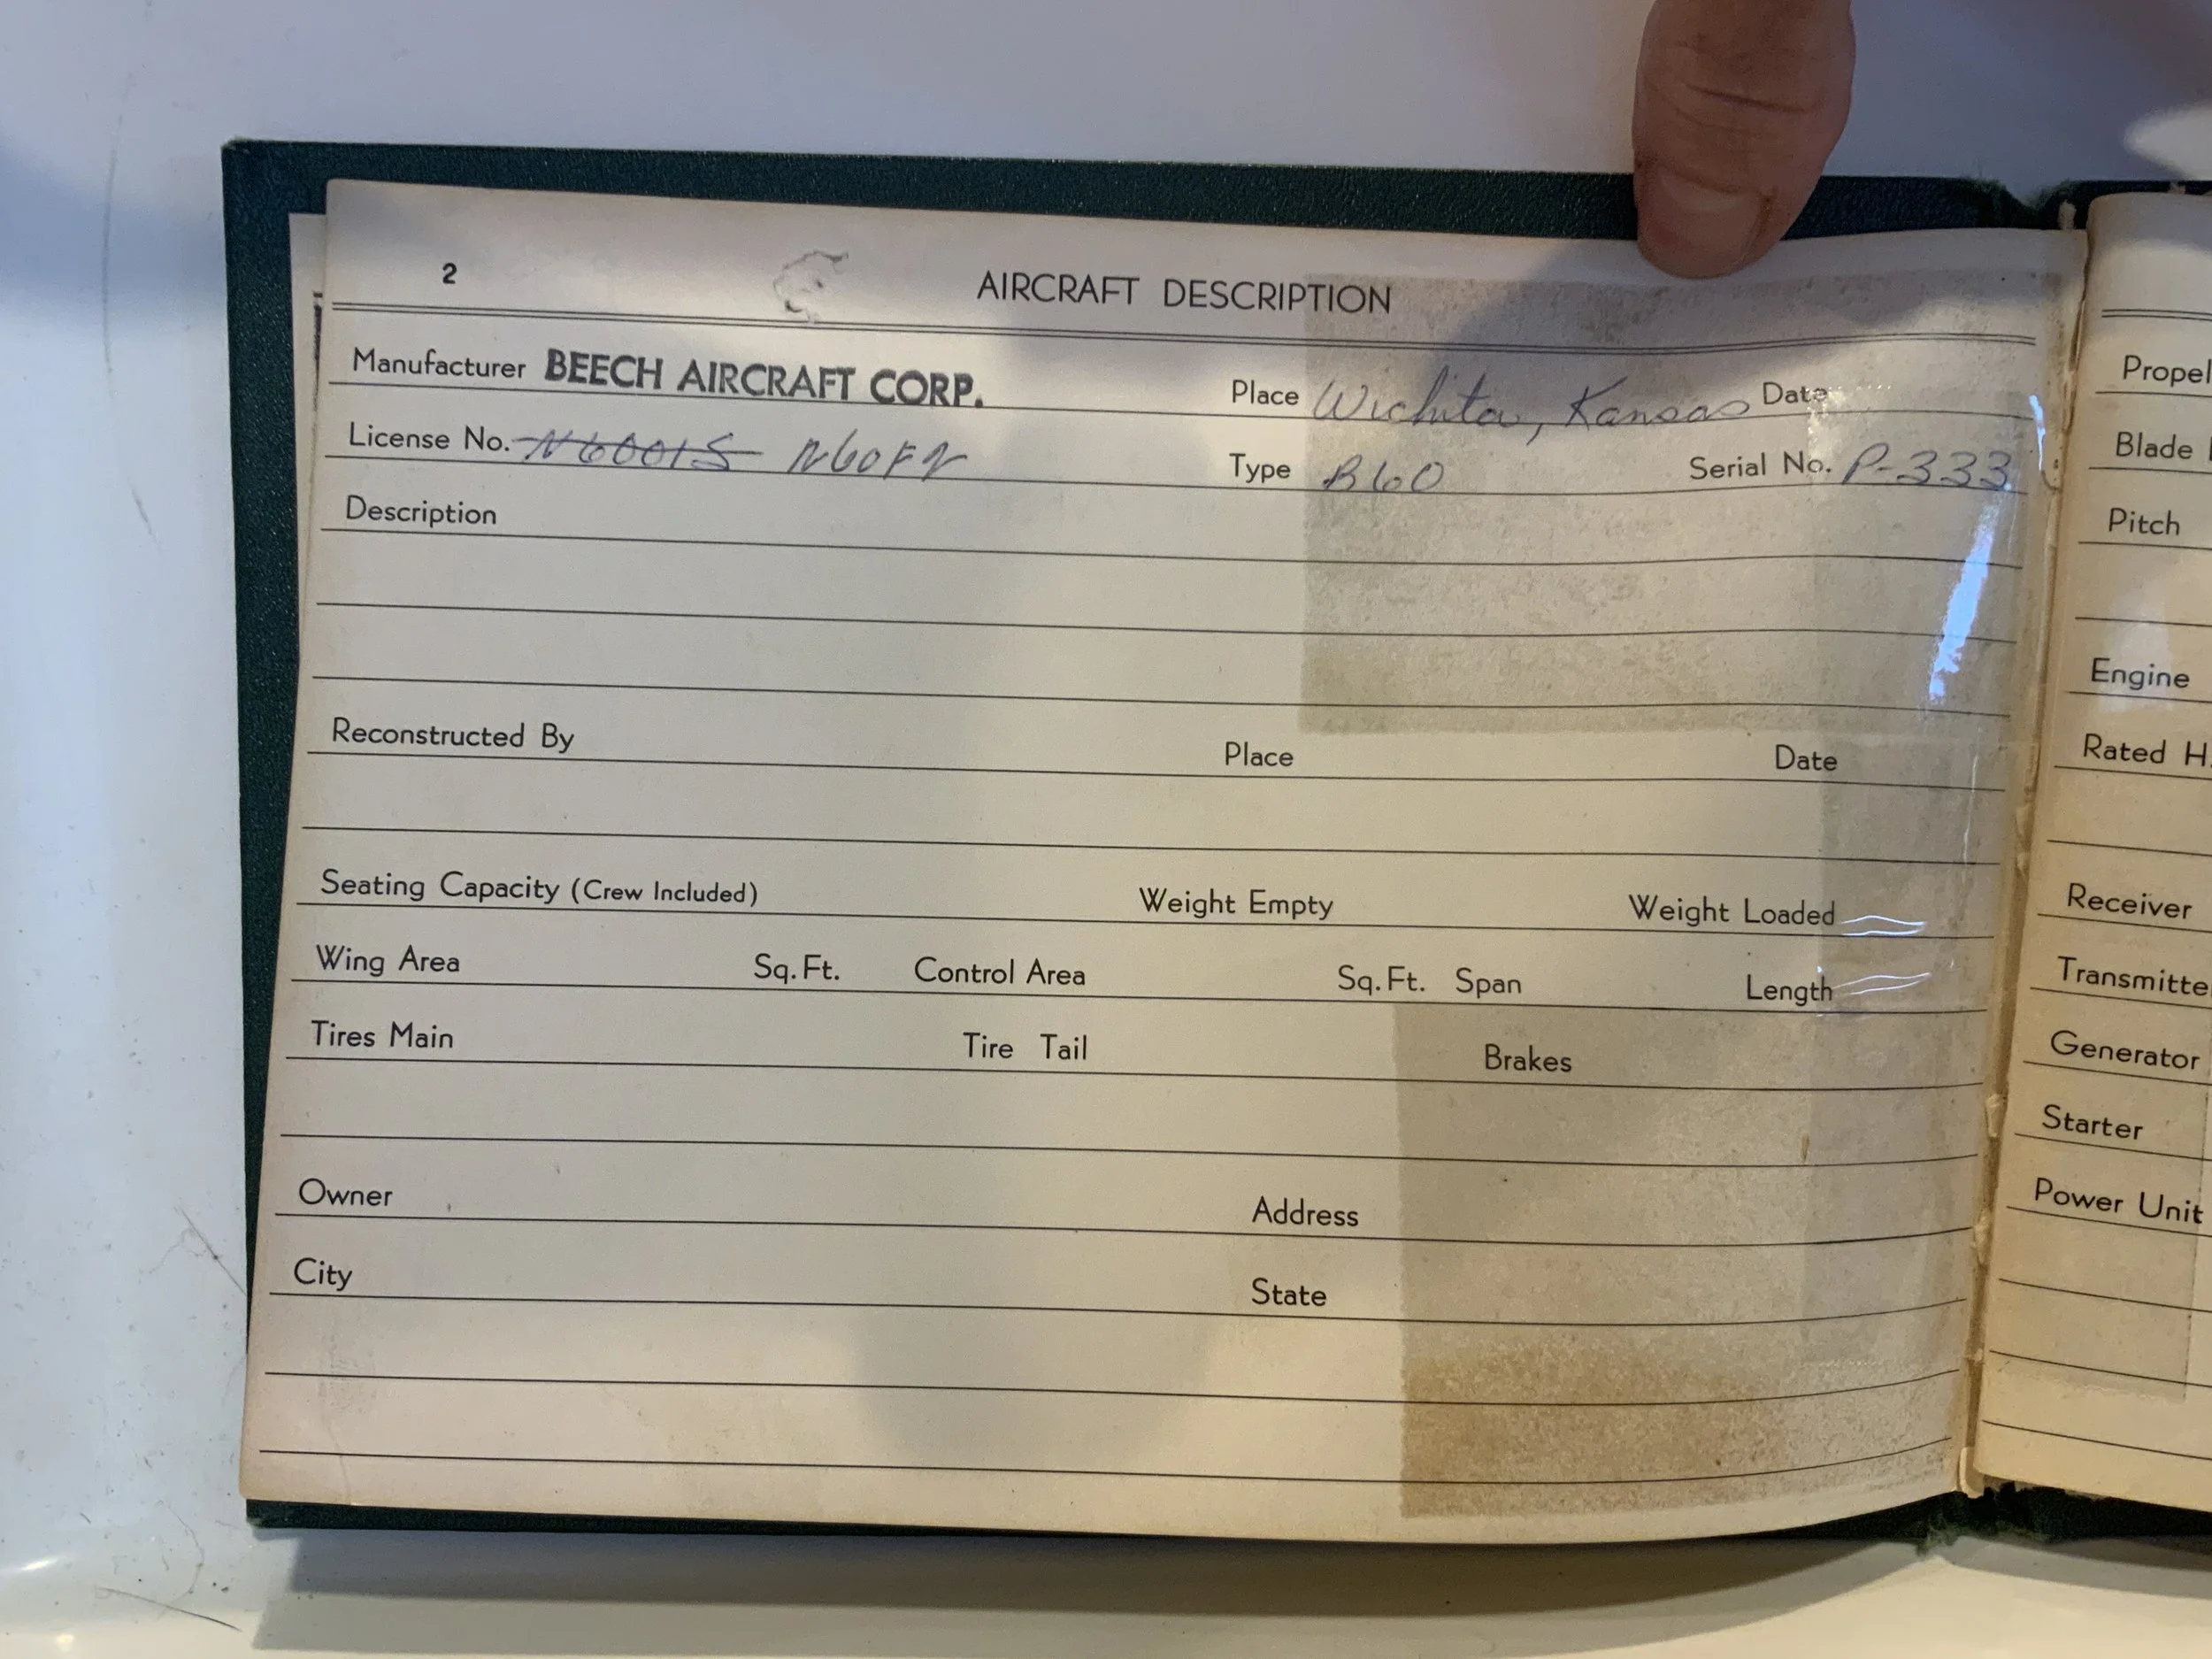 2 AIRCRAFT DESCRIPTION
Manufacturer BEECH AIRCRAFT CORP. Place Wichita, Kansas Date
License No. N6001S N60FN Type B60 Serial No. P-333
Description
Reconstructed By Place Date
Seating Capacity (Crew Included) Weight Empty Weight Loaded
Wing Area Sq. Ft. Control Area Sq. Ft. Span Length
Tires Main Tire Tail Brakes
Owner Address
City State
Propel
Blade
Pitch
Engine
Rated H.
Receiver
Transmitte
Generator
Starter
Power Unit